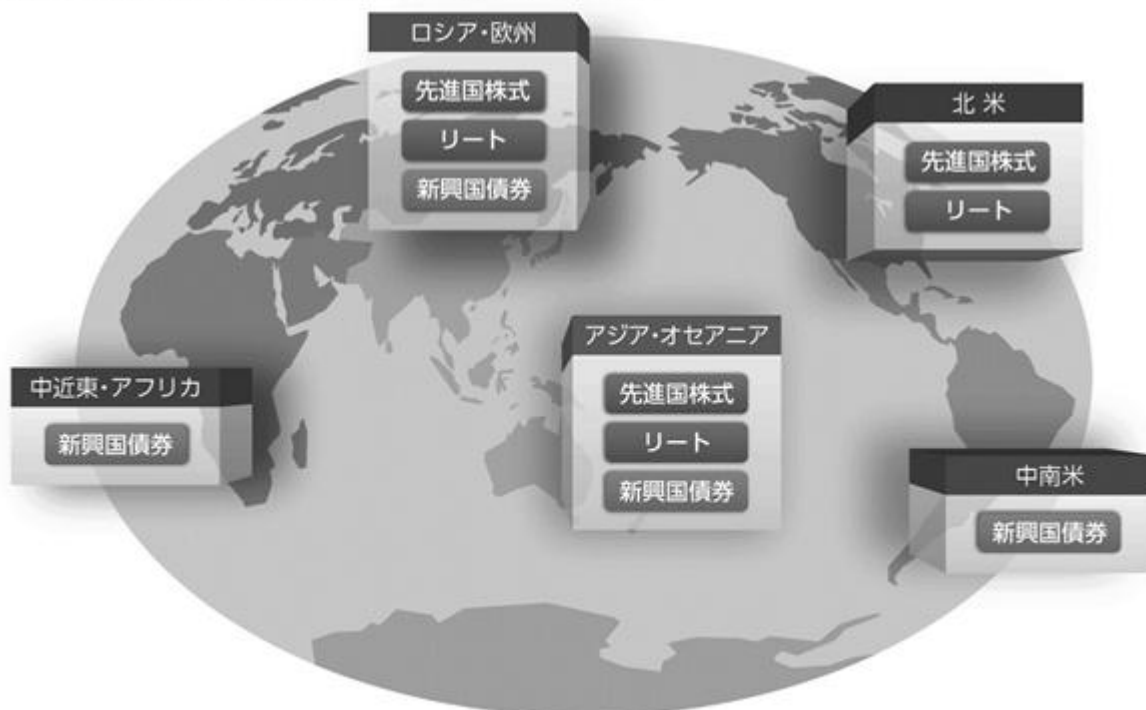 ロシア・欧州
先進国株式
リート
新興国債券
北米
先進国株式
リート
アジア・オセアニア
先進国株式
リート
新興国債券
中近東・アフリカ
新興国債券
中南米
新興国債券